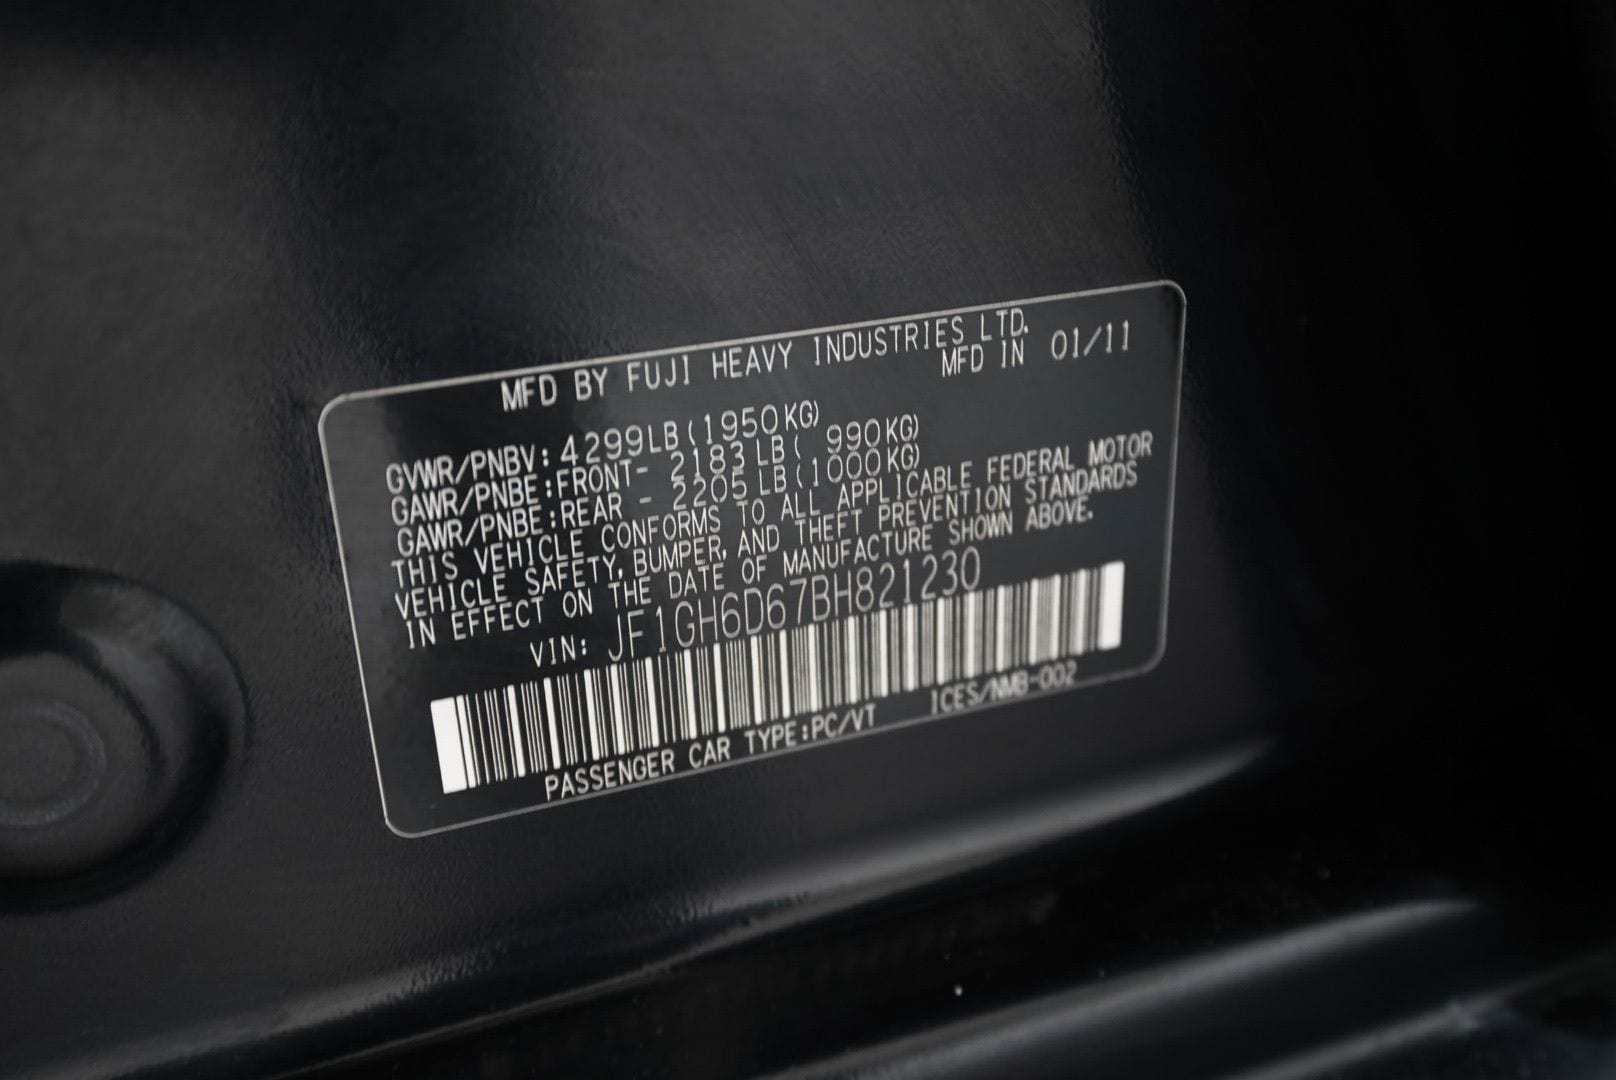 MFD BY FUJI HEAVY INDUSTRIES LTD.
MFD IN 01/11
GVWR/PNBV: 4299LB(1950KG)
GAWR/PNBE:FRONT- 2183LB( 990KG)
GAWR/PNBE:REAR - 2205LB(1000KG)
THIS VEHICLE CONFORMS TO ALL APPLICABLE FEDERAL MOTOR
VEHICLE SAFETY, BUMPER, AND THEFT PREVENTION STANDARDS
IN EFFECT ON THE DATE OF MANUFACTURE SHOWN ABOVE.
VIN: JF1GH6D67BH821230
PASSENGER CAR TYPE:PC/VT ICES/NMB-002